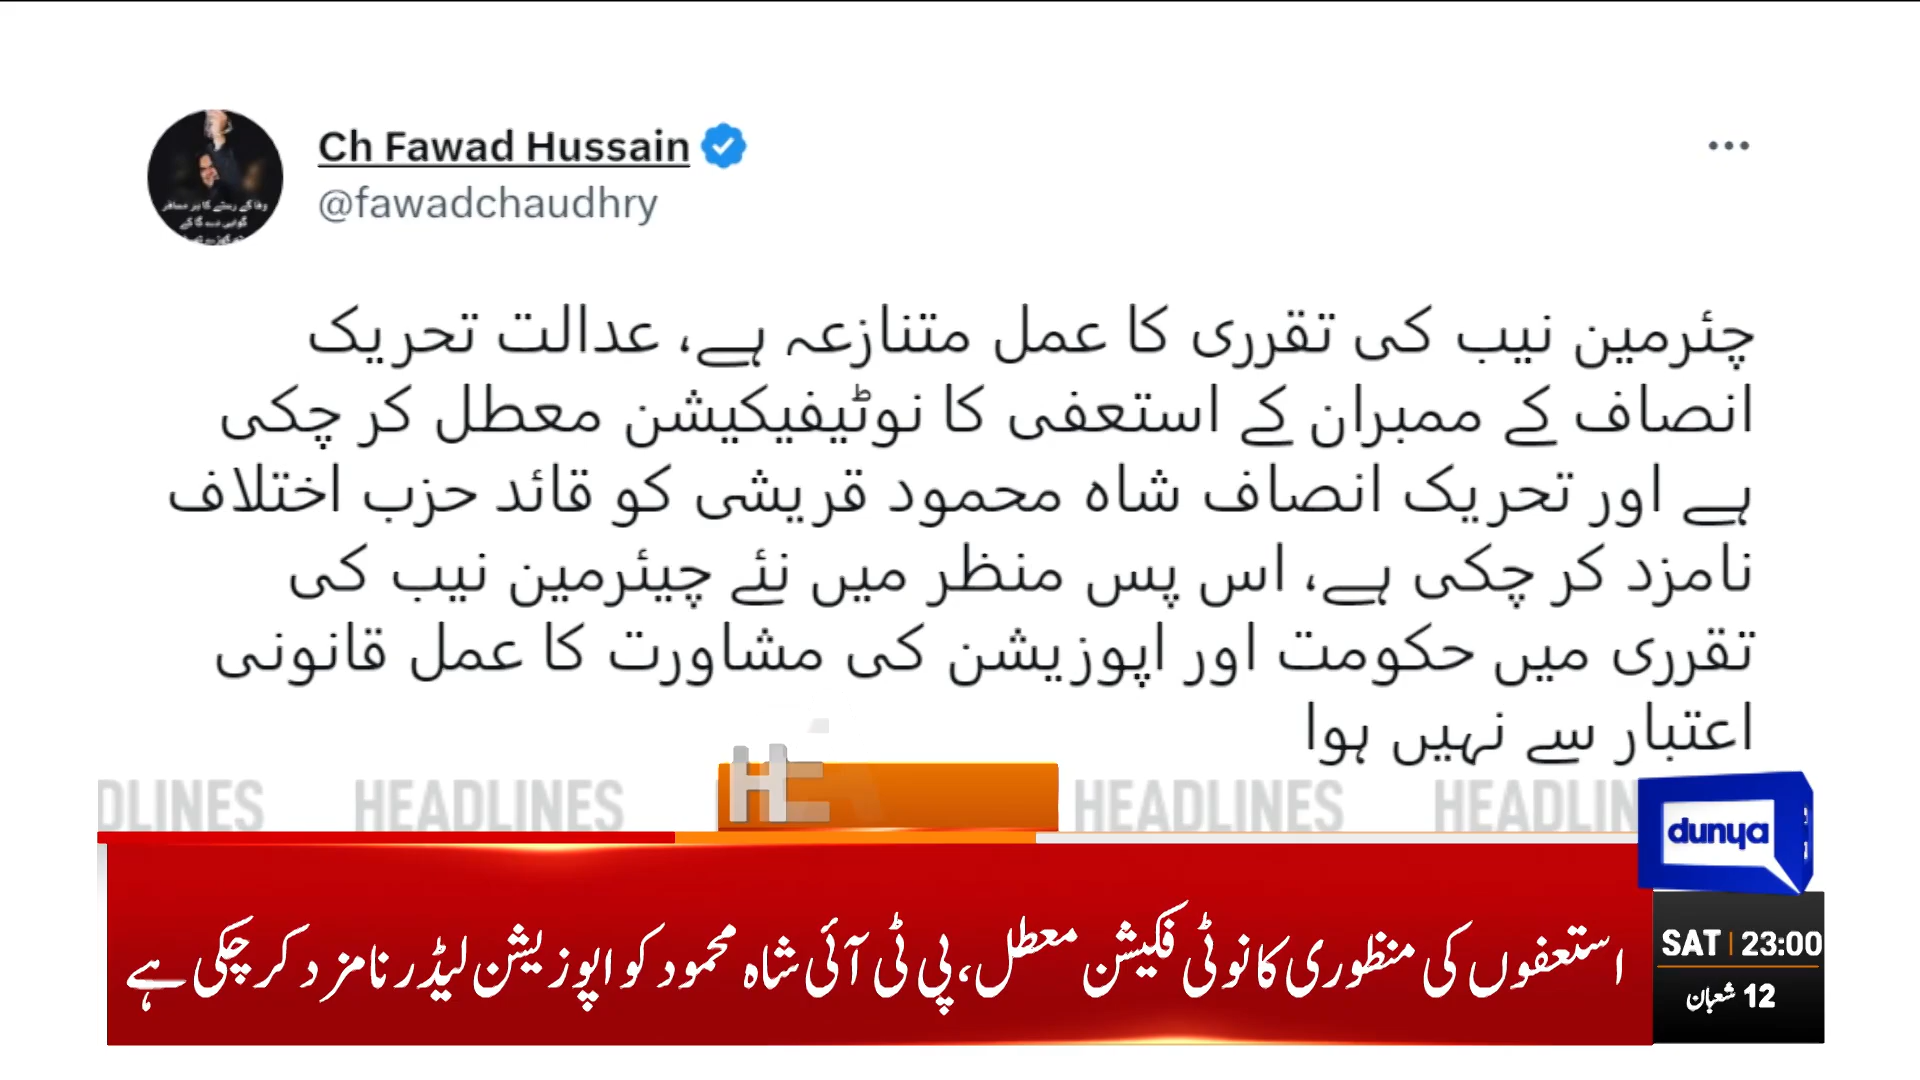 Ch Fawad Hussain
@fawadchaudhry
چئرمین نیب کی تقرری کا عمل متنازعہ ہے، عدالت تحریک
انصاف کے ممبران کے استعفی کا نوٹیفیکیشن معطل کر چکی
ہے اور تحریک انصاف شاہ محمود قریشی کو قائد حزب اختلاف
نامزد کر چکی ہے، اس پس منظر میں نئے چیئرمین نیب کی
تقرری میں حکومت اور اپوزیشن کی مشاورت کا عمل قانونی
اعتبار سے نہیں ہوا
DLINES HEADLINES HEADLINES HEADLIN
dunya
استعفوں کی منظوری کا نوٹی فکیشن معطل، پی ٹی آئی شاہ محمود کو اپوزیشن لیڈر نامزد کر چکی ہے
SAT 23:00
12 شعبان